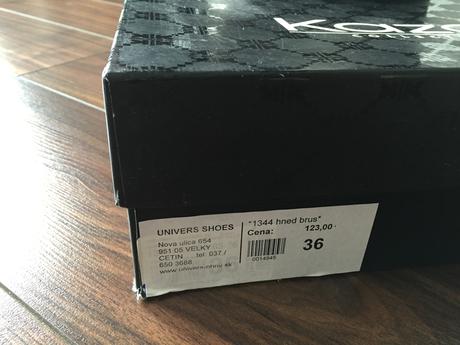 UNIVERS SHOES
Nova ulica 654
951 05 VELKY
CETIN tel. 037 /
650 3688
*1344 hned brus*
Cena: 123,00
36
0014945